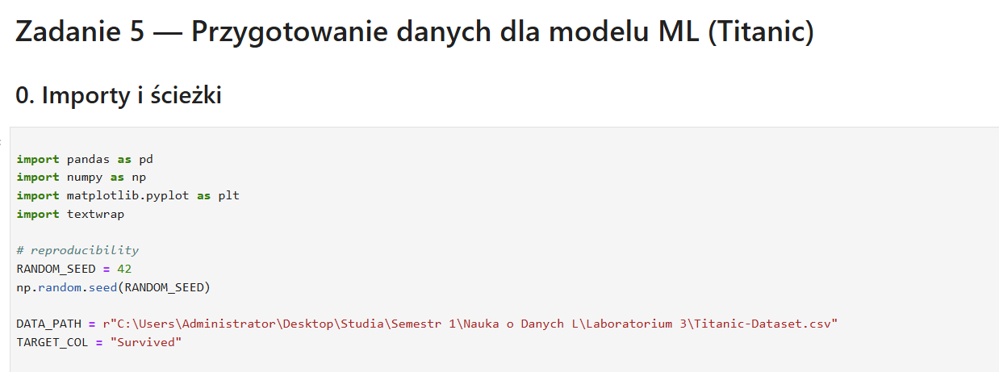 Zadanie 5 — Przygotowanie danych dla modelu ML (Titanic)
0. Importy i ścieżki
import pandas as pd
import numpy as np
import matplotlib.pyplot as plt
import textwrap
# reproducibility
RANDOM_SEED = 42
np.random.seed(RANDOM_SEED)
DATA_PATH = r"C:\Users\Administrator\Desktop\Studia\Semestr 1\Nauka o Danych L\Laboratorium 3\Titanic-Dataset.csv"
TARGET_COL = "Survived"